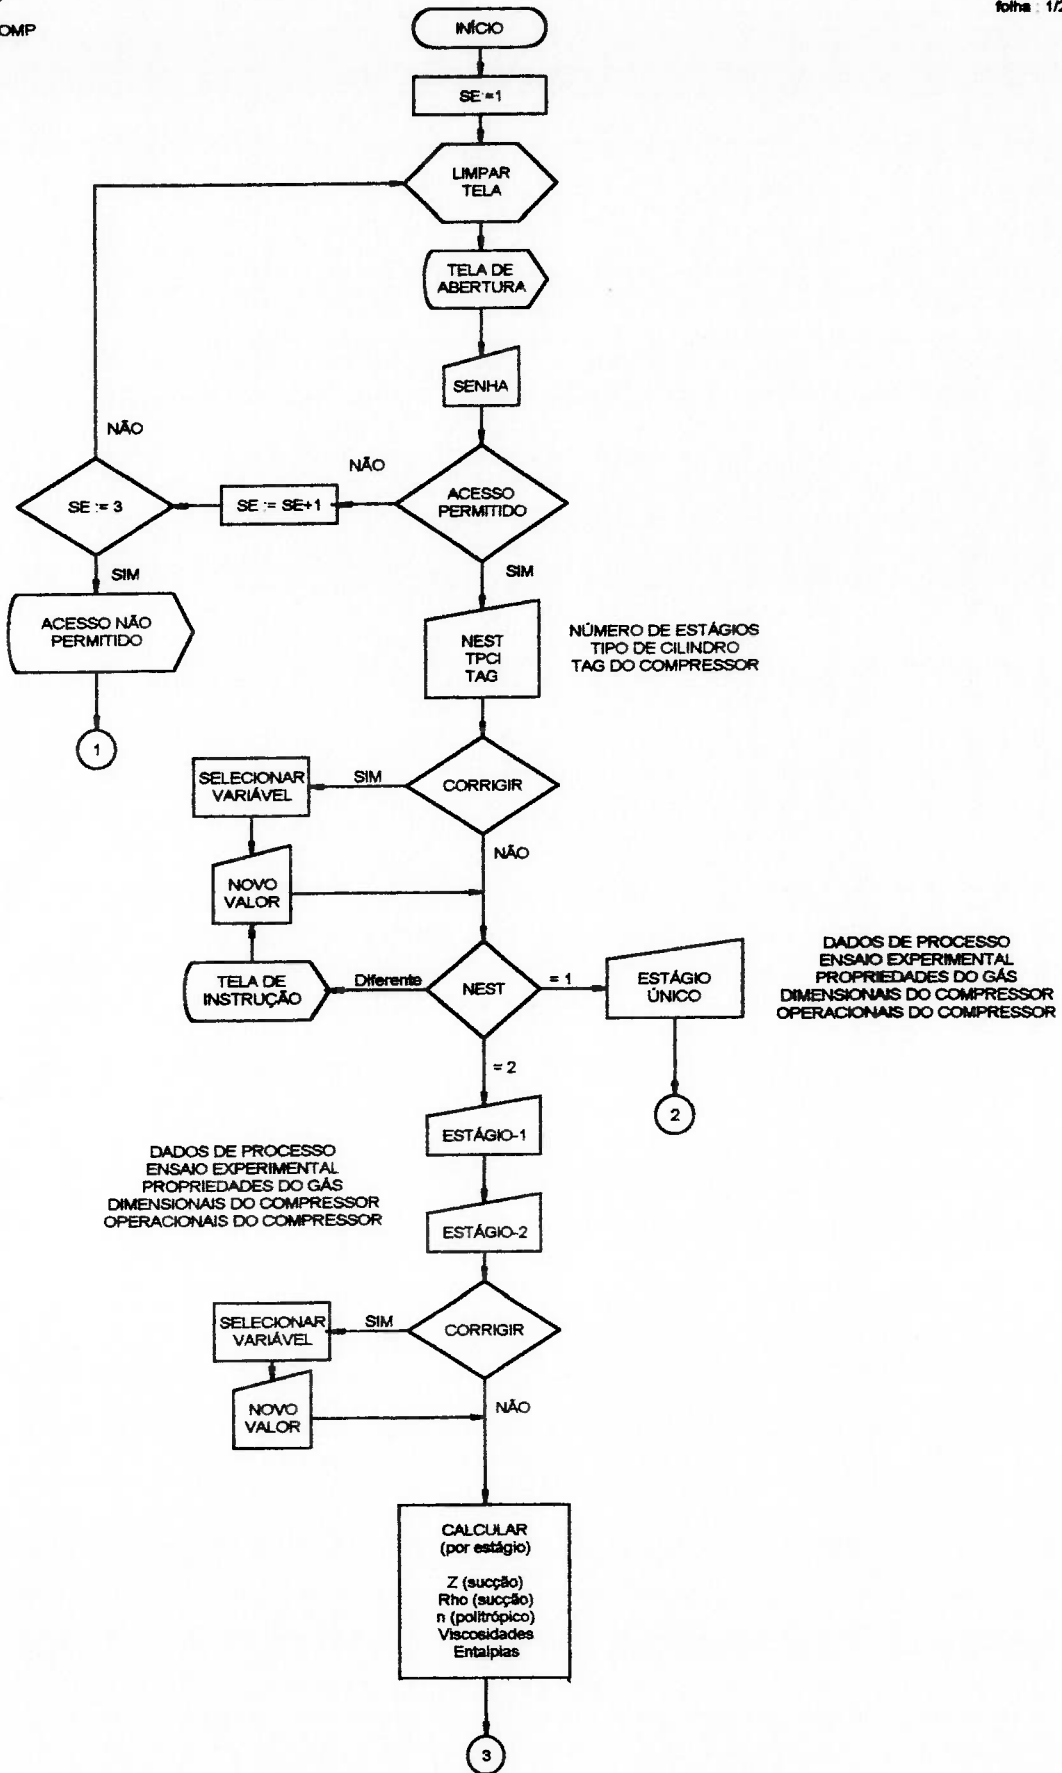 OMP
folha : 1/2
INÍCIO
SE:=1
LIMPAR
TELA
TELA DE
ABERTURA
SENHA
NÃO
NÃO
SE := 3
SE := SE+1
ACESSO
PERMITIDO
SIM
SIM
ACESSO NÃO
PERMITIDO
NEST
TPCI
TAG
NÚMERO DE ESTÁGIOS
TIPO DE CILINDRO
TAG DO COMPRESSOR
1
SELECIONAR
VARIÁVEL
SIM
CORRIGIR
NÃO
NOVO
VALOR
TELA DE
INSTRUÇÃO
Diferente
NEST
= 1
ESTÁGIO
ÚNICO
DADOS DE PROCESSO
ENSAIO EXPERIMENTAL
PROPRIEDADES DO GÁS
DIMENSIONAIS DO COMPRESSOR
OPERACIONAIS DO COMPRESSOR
= 2
2
ESTÁGIO-1
DADOS DE PROCESSO
ENSAIO EXPERIMENTAL
PROPRIEDADES DO GÁS
DIMENSIONAIS DO COMPRESSOR
OPERACIONAIS DO COMPRESSOR
ESTÁGIO-2
SELECIONAR
VARIÁVEL
SIM
CORRIGIR
NÃO
NOVO
VALOR
CALCULAR
(por estágio)
Z (sucção)
Rho (sucção)
n (politrópico)
Viscosidades
Entalpias
3